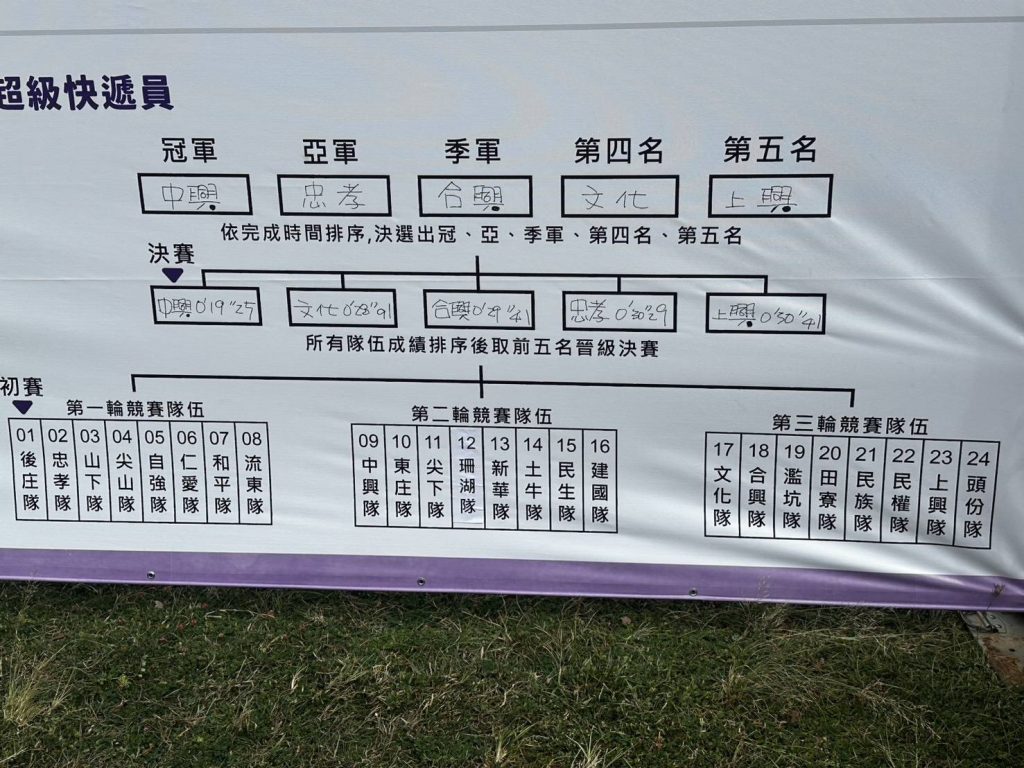 超級快遞員
冠軍 亞軍 季軍 第四名 第五名
中興 忠孝 合興 文化 上興
依完成時間排序,決選出冠、亞、季軍、第四名、第五名
決賽
中興0'19"25 文化0'28"91 合興0'29"41 忠孝0'30"29 上興0'30"41
所有隊伍成績排序後取前五名晉級決賽
初賽
第一輪競賽隊伍 第二輪競賽隊伍 第三輪競賽隊伍
01 02 03 04 05 06 07 08 09 10 11 12 13 14 15 16 17 18 19 20 21 22 23 24
後庄隊 忠孝隊 山下隊 尖山隊 自強隊 仁愛隊 和平隊 流東隊 中興隊 東庄隊 尖下隊 珊湖隊 新華隊 土牛隊 民生隊 建國隊 文化隊 合興隊 濫坑隊 田寮隊 民族隊 民權隊 上興隊 頭份隊